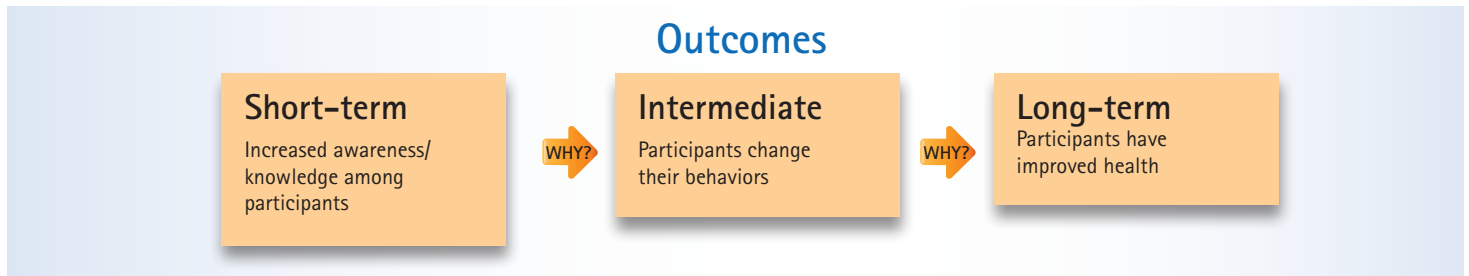 Outcomes
Short-term
Increased awareness/
knowledge among
participants
WHY?
Intermediate
Participants change
their behaviors
WHY?
Long-term
Participants have
improved health